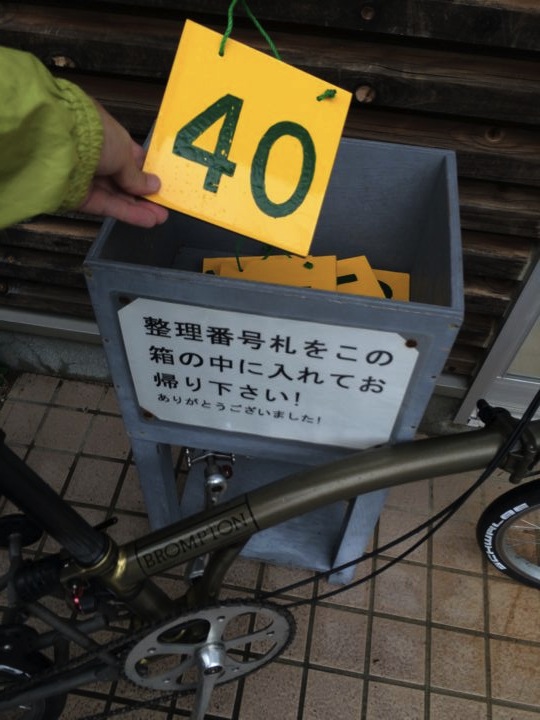 40
整理番号札をこの
箱の中に入れてお
帰り下さい!
ありがとうございました!
BROMPTON
SCHWALBE